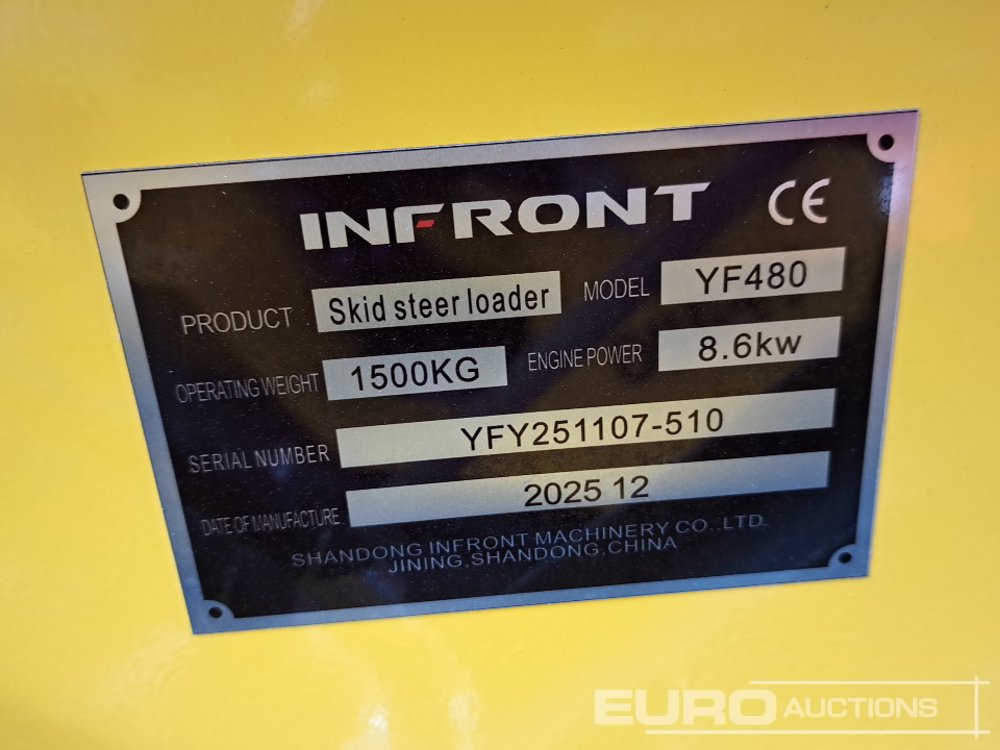 INFRONT CE
PRODUCT Skid steer loader MODEL YF480
OPERATING WEIGHT 1500KG ENGINE POWER 8.6kw
SERIAL NUMBER YFY251107-510
DATE OF MANUFACTURE 2025 12
SHANDONG INFRONT MACHINERY CO.,LTD.
JINING,SHANDONG,CHINA
EURO AUCTIONS